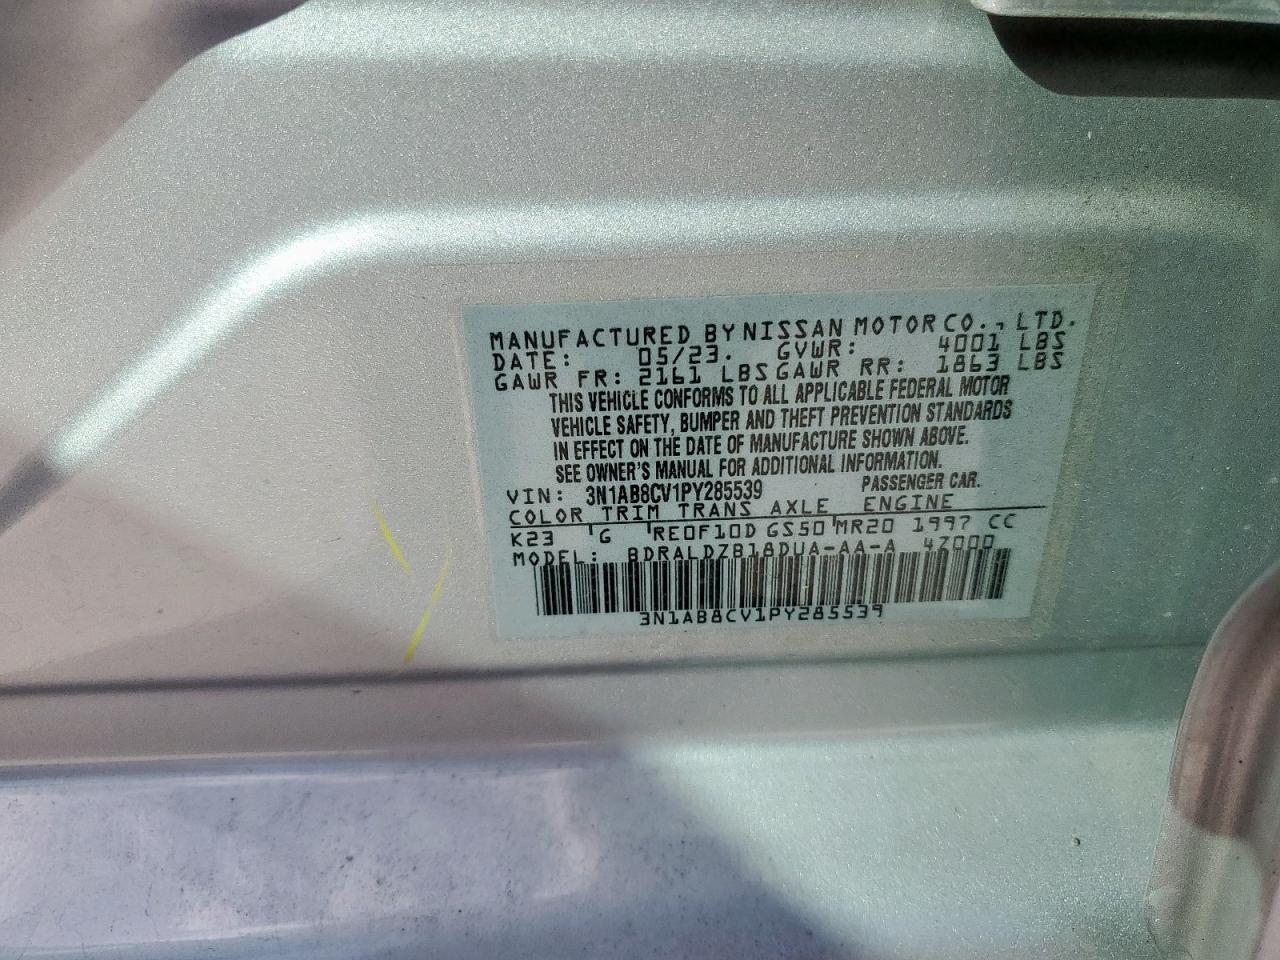 MANUFACTURED BY NISSAN MOTOR CO., LTD.
DATE: 05/23. GVWR: 4001 LBS
GAWR FR: 2161 LBS GAWR RR: 1863 LBS
THIS VEHICLE CONFORMS TO ALL APPLICABLE FEDERAL MOTOR
VEHICLE SAFETY, BUMPER AND THEFT PREVENTION STANDARDS
IN EFFECT ON THE DATE OF MANUFACTURE SHOWN ABOVE.
SEE OWNER'S MANUAL FOR ADDITIONAL INFORMATION.
VIN: 3N1AB8CV1PY285539 PASSENGER CAR.
COLOR TRIM TRANS AXLE ENGINE
K23 G RE0F10D GS50 MR20 1997 CC
MODEL: BDRALDZB18DUA-AA-A 4Z000
3N1AB8CV1PY285539